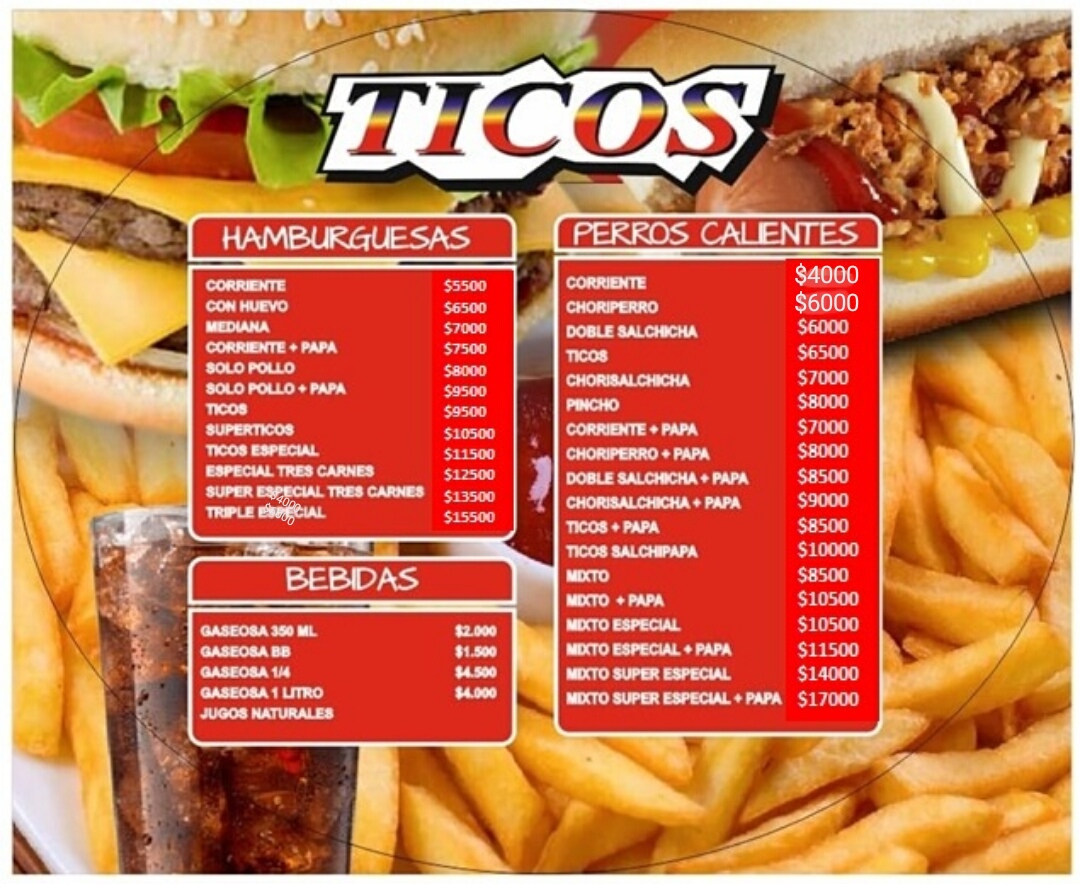 TICOS
HAMBURGUESAS
CORRIENTE $5500
CON HUEVO $6500
MEDIANA $7000
CORRIENTE + PAPA $7500
SOLO POLLO $8000
SOLO POLLO + PAPA $9500
TICOS $9500
SUPERTICOS $10500
TICOS ESPECIAL $11500
ESPECIAL TRES CARNES $12500
SUPER ESPECIAL TRES CARNES $13500
TRIPLE ESPECIAL $15500
$4000
BEBIDAS
GASEOSA 350 ML $2.000
GASEOSA BB $1.500
GASEOSA 1/4 $4.500
GASEOSA 1 LITRO $4.000
JUGOS NATURALES
PERROS CALIENTES
CORRIENTE $4000
CHORIPERRO $6000
DOBLE SALCHICHA $6000
TICOS $6500
CHORISALCHICHA $7000
PINCHO $8000
CORRIENTE + PAPA $7000
CHORIPERRO + PAPA $8000
DOBLE SALCHICHA + PAPA $8500
CHORISALCHICHA + PAPA $9000
TICOS + PAPA $8500
TICOS SALCHIPAPA $10000
MIXTO $8500
MIXTO + PAPA $10500
MIXTO ESPECIAL $10500
MIXTO ESPECIAL + PAPA $11500
MIXTO SUPER ESPECIAL $14000
MIXTO SUPER ESPECIAL + PAPA $17000